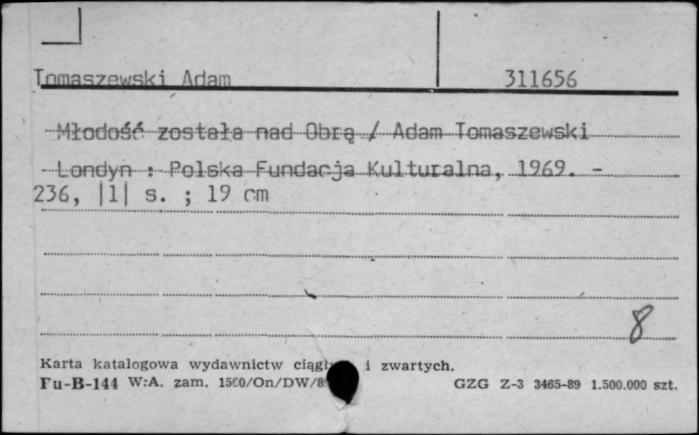 Tomaszewski Adam 311656
Młodość została nad Obrą / Adam Tomaszewski
Londyn : Polska Fundacja Kulturalna, 1969. -
236, |1| s. ; 19 cm
8
Karta katalogowa wydawnictw i zwartych.
Fu-B-144 W:A. zam. 1500/On/DW/8 GZG Z-3 3465-89 1.500.000 szt.